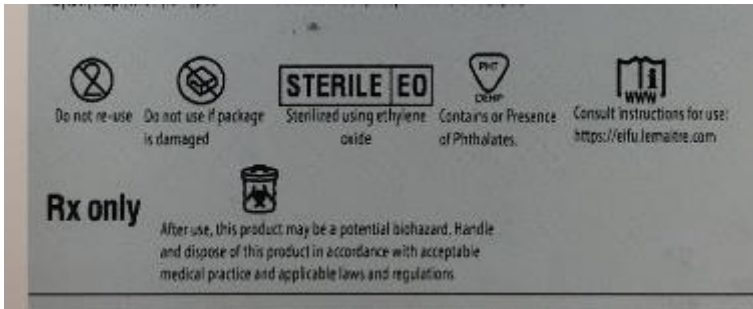 STERILE EO
PHT
DEHP
WWW
Do not re-use
Do not use if package
is damaged
Sterilized using ethylene
oxide
Contains or Presence
of Phthalates.
Consult instructions for use:
https://eifu.lemaitre.com
Rx only
After use, this product may be a potential biohazard. Handle
and dispose of this product in accordance with acceptable
medical practice and applicable laws and regulations